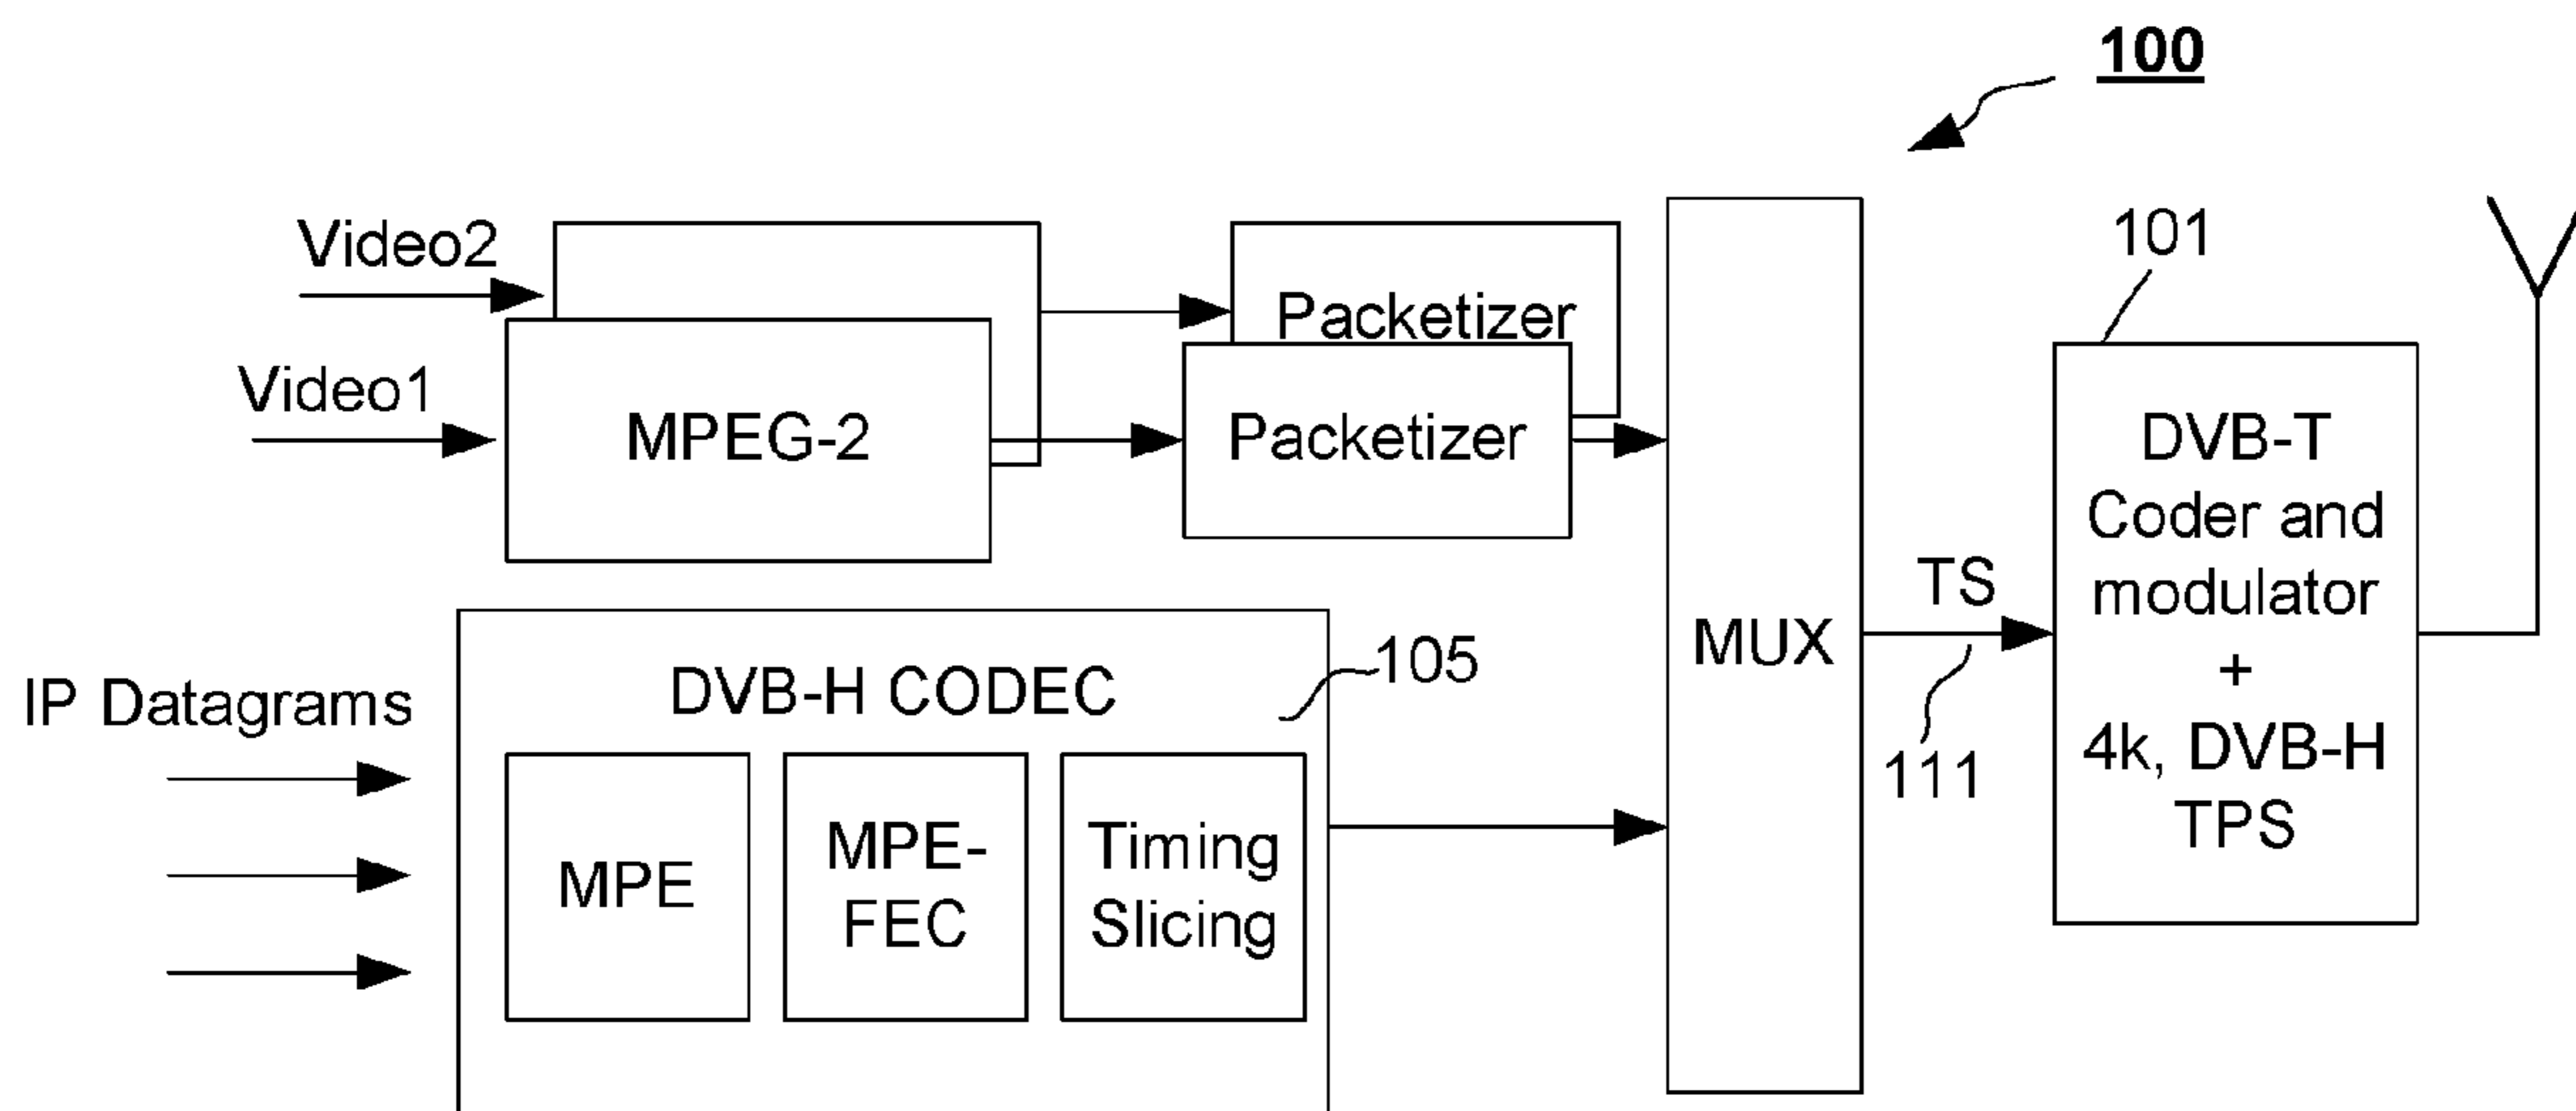 100
Video2
Video1
MPEG-2
Packetizer
Packetizer
IP Datagrams
DVB-H CODEC
105
MPE
MPE-
FEC
Timing
Slicing
MUX
TS
111
101
DVB-T
Coder and
modulator
+
4k, DVB-H
TPS